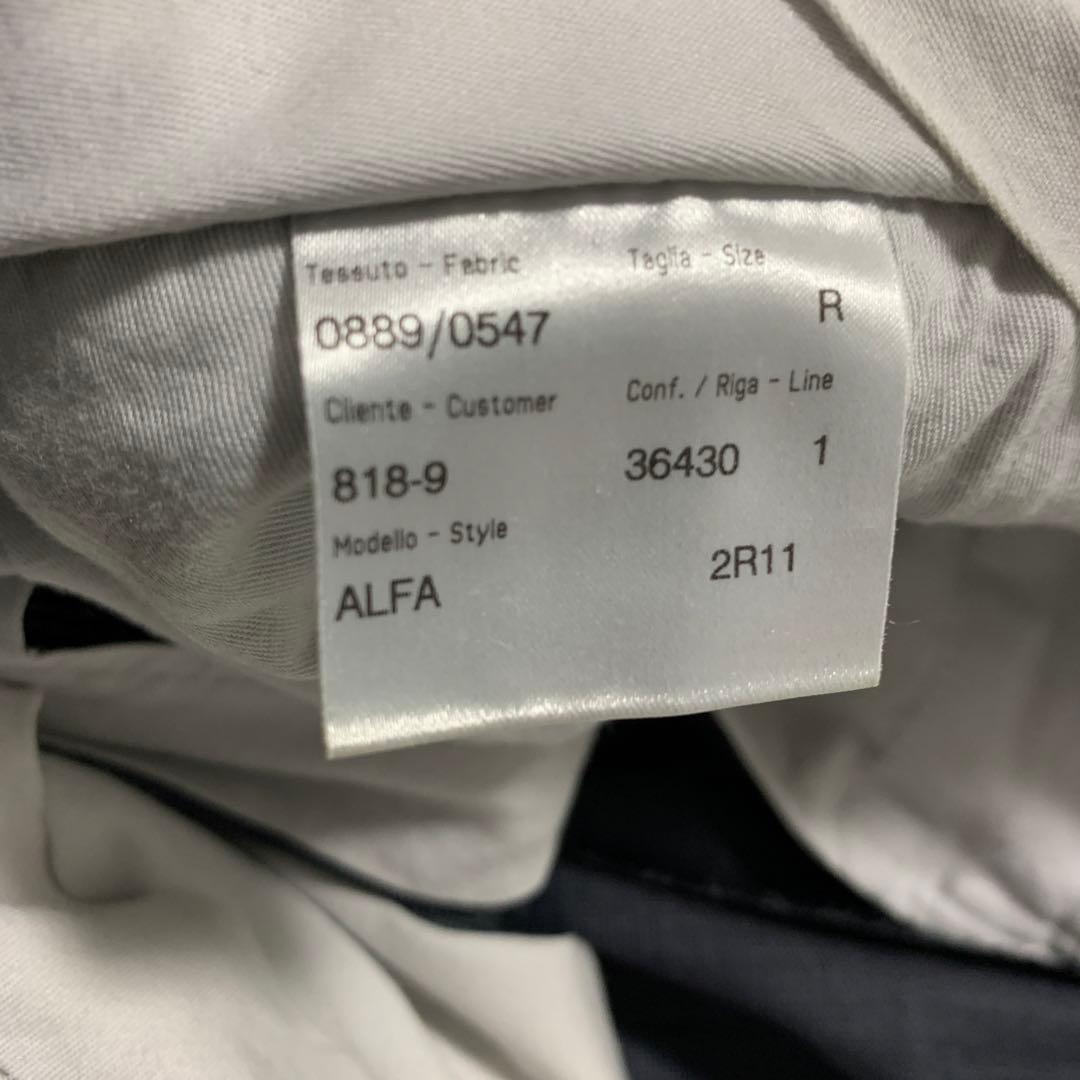 Tessuto - Fabric Taglia - Size
0889/0547 R
Cliente - Customer Conf. / Riga - Line
818-9 36430 1
Modello - Style
ALFA 2R11